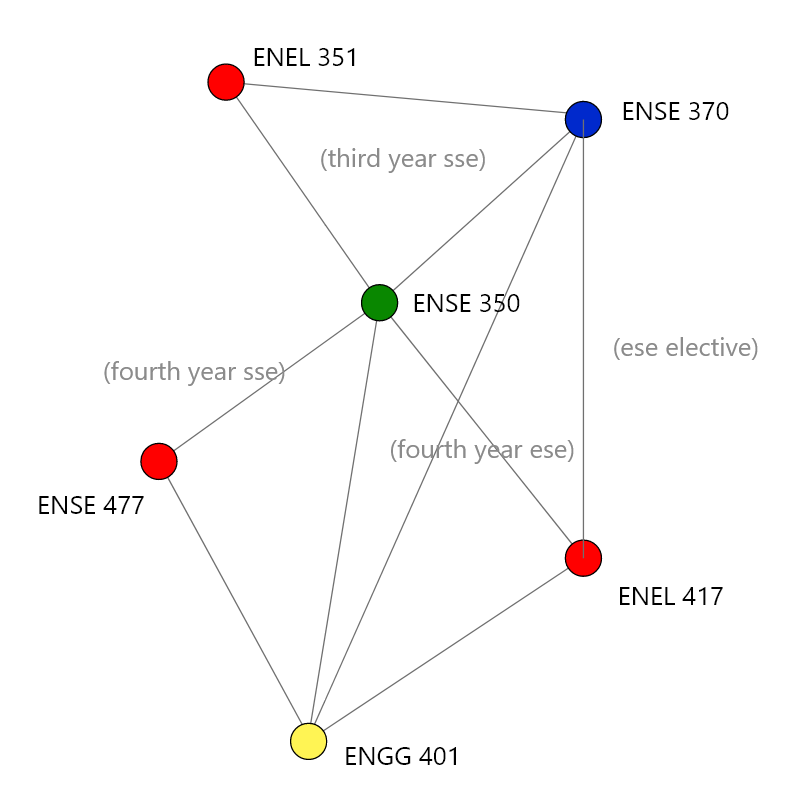 ENEL 351
ENSE 370
(third year sse)
ENSE 350
(ese elective)
(fourth year sse)
(fourth year ese)
ENSE 477
ENEL 417
ENGG 401